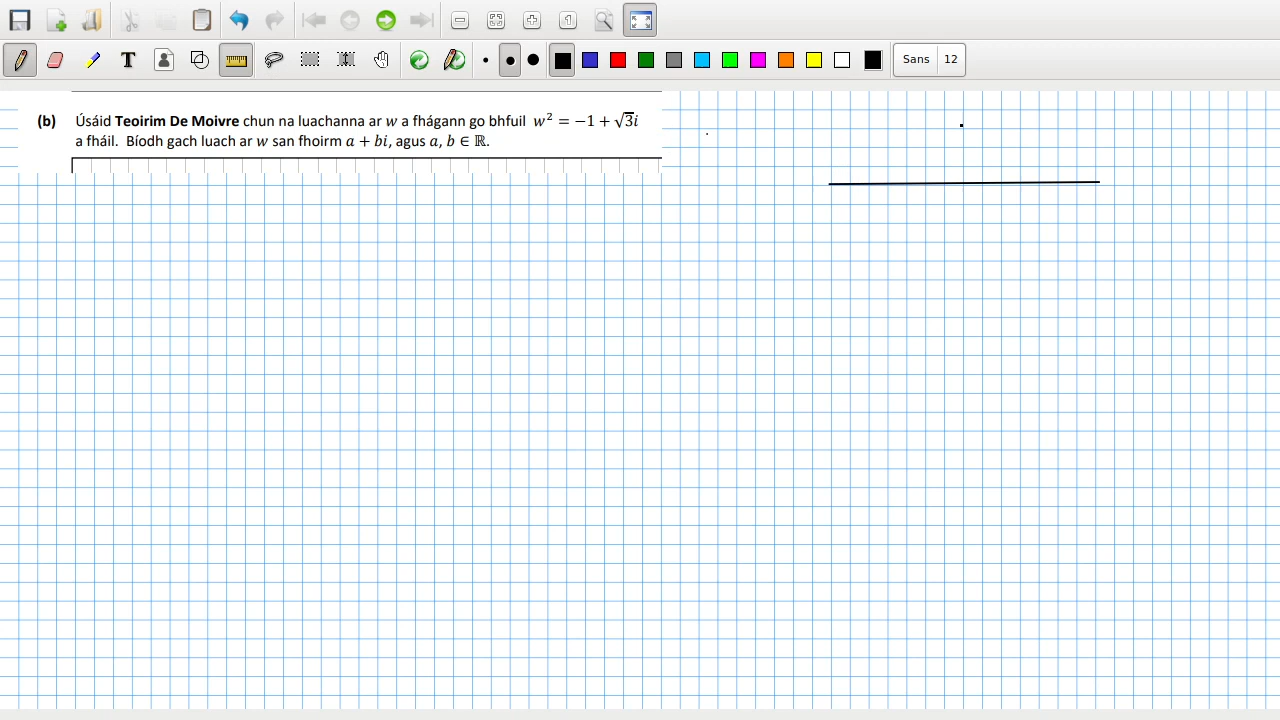 T
Sans 12
(b) Úsáid Teoirim De Moivre chun na luachanna ar w a fhágann go bhfuil w² = −1 + √3i
a fháil. Bíodh gach luach ar w san fhoirm a + bi, agus a, b ∈ ℝ.